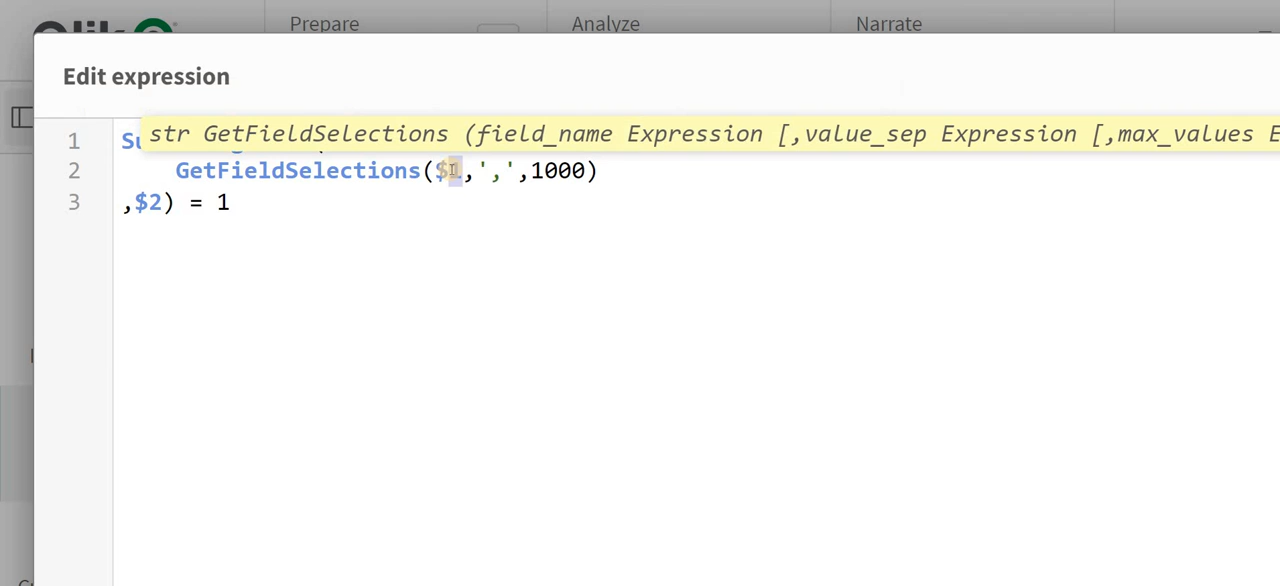 Qlik
Prepare
Analyze
Narrate
Edit expression
str GetFieldSelections (field_name Expression [,value_sep Expression [,max_values E
1
2 GetFieldSelections($1,',',1000)
3 ,$2) = 1